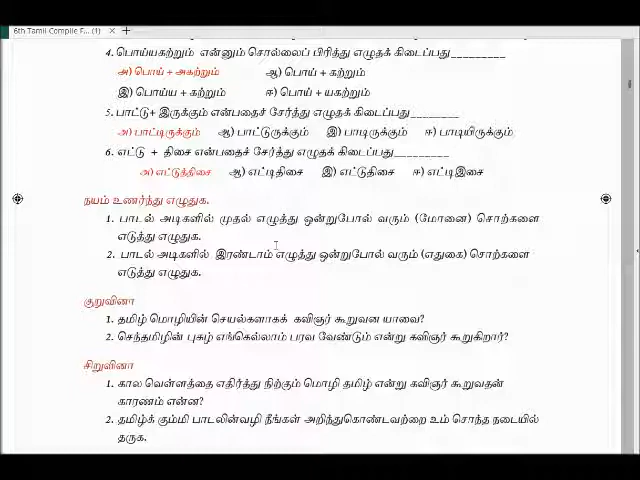 6th Tamil Compile F... (1)
4. பொய்யகற்றும் என்னும் சொல்லைப் பிரித்து எழுதக் கிடைப்பது_________
அ) பொய் + அகற்றும் ஆ) பொய் + கற்றும்
இ) பொய்ய + கற்றும் ஈ) பொய் + யகற்றும்
5. பாட்டு+ இருக்கும் என்பதைச் சேர்த்து எழுதக் கிடைப்பது________
அ) பாட்டிருக்கும் ஆ) பாட்டுருக்கும் இ) பாடிருக்கும் ஈ) பாடியிருக்கும்
6. எட்டு + திசை என்பதைச் சேர்த்து எழுதக் கிடைப்பது_________
அ) எட்டுத்திசை ஆ) எட்டிதிசை இ) எட்டுதிசை ஈ) எட்டிஇசை
நயம் உணர்ந்து எழுதுக.
1. பாடல் அடிகளில் முதல் எழுத்து ஒன்றுபோல் வரும் (மோனை) சொற்களை
எடுத்து எழுதுக.
2. பாடல் அடிகளில் இரண்டாம் எழுத்து ஒன்றுபோல் வரும் (எதுகை) சொற்களை
எடுத்து எழுதுக.
குறுவினா
1. தமிழ் மொழியின் செயல்களாகக் கவிஞர் கூறுவன யாவை?
2. செந்தமிழின் புகழ் எங்கெல்லாம் பரவ வேண்டும் என்று கவிஞர் கூறுகிறார்?
சிறுவினா
1. கால வெள்ளத்தை எதிர்த்து நிற்கும் மொழி தமிழ் என்று கவிஞர் கூறுவதன்
காரணம் என்ன?
2. தமிழ்க் கும்மி பாடலின்வழி நீங்கள் அறிந்துகொண்டவற்றை உம் சொந்த நடையில்
தருக.